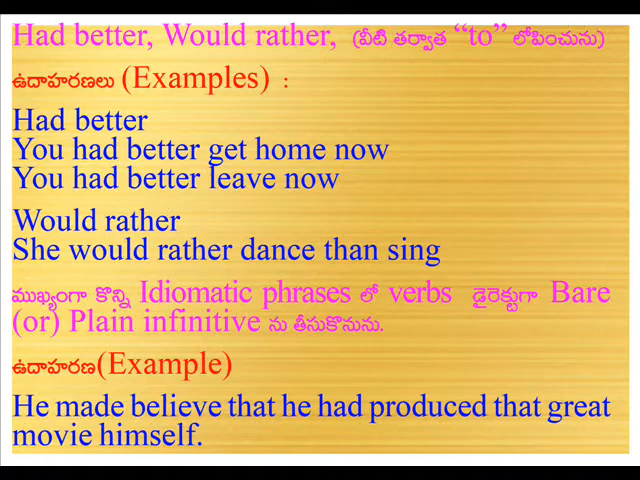 Had better, Would rather, (వీటి తర్వాత “to” లోపించును)
ఉదాహరణలు (Examples) :
Had better
You had better get home now
You had better leave now
Would rather
She would rather dance than sing
ముఖ్యంగా కొన్ని Idiomatic phrases లో verbs డైరెక్టుగా Bare
(or) Plain infinitive ను తీసుకొనును.
ఉదాహరణ(Example)
He made believe that he had produced that great
movie himself.